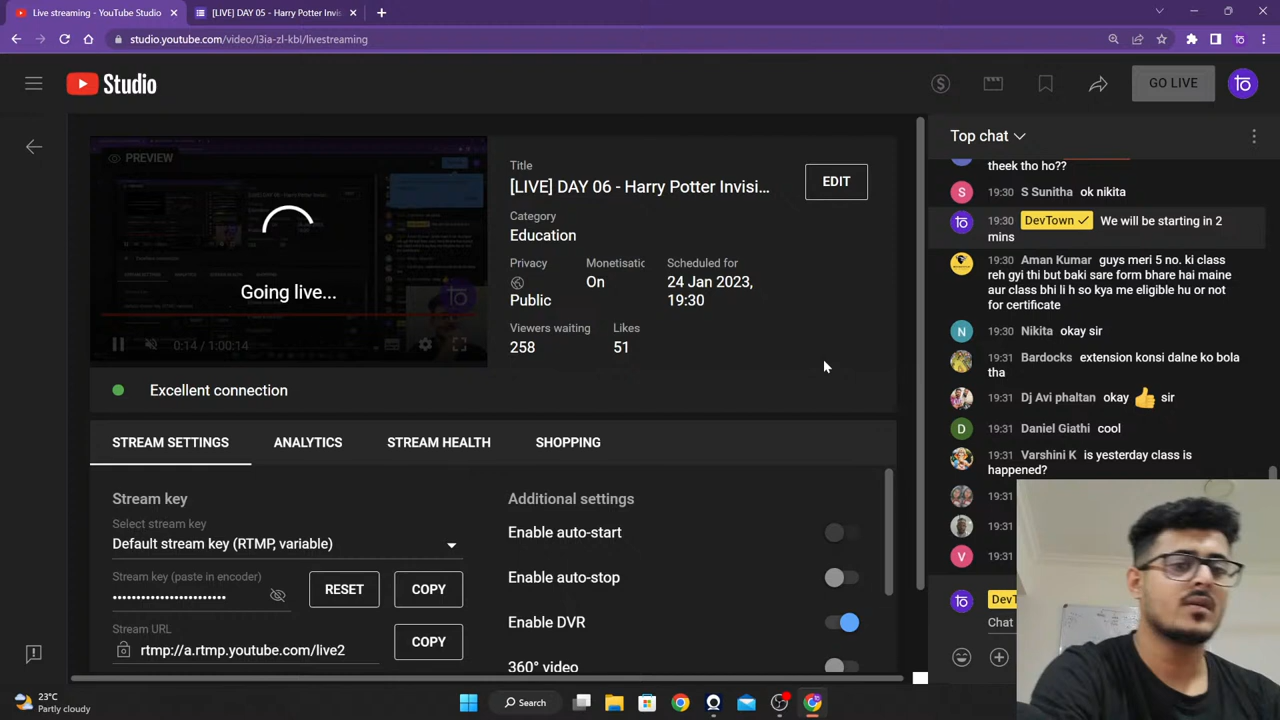 Live streaming - YouTube Studio
[LIVE] DAY 05 - Harry Potter Invis
studio.youtube.com/video/l3ia-zl-kbI/livestreaming
Studio
GO LIVE
PREVIEW
Going live...
0:14 / 1:00:14
Excellent connection
Title
[LIVE] DAY 06 - Harry Potter Invisi...
EDIT
Category
Education
Privacy
Public
Monetisatic
On
Scheduled for
24 Jan 2023,
19:30
Viewers waiting
258
Likes
51
STREAM SETTINGS
ANALYTICS
STREAM HEALTH
SHOPPING
Stream key
Select stream key
Default stream key (RTMP, variable)
Stream key (paste in encoder)
••••••••••••••••••••••••
RESET
COPY
Stream URL
rtmp://a.rtmp.youtube.com/live2
COPY
Additional settings
Enable auto-start
Enable auto-stop
Enable DVR
360° video
Top chat
theek tho ho??
19:30 S Sunitha ok nikita
19:30 DevTown We will be starting in 2
mins
Aman Kumar guys meri 5 no. ki class
reh gyi thi but baki sare form bhare hai maine
aur class bhi li h so kya me eligible hu or not
for certificate
19:30 Nikita okay sir
19:31 Bardocks extension konsi dalne ko bola
tha
19:31 Dj Avi phaltan okay 👍 sir
19:31 Daniel Giathi cool
19:31 Varshini K is yesterday class is
happened?
19:31
19:31
19:31
DevT
Chat
23°C
Partly cloudy
Search